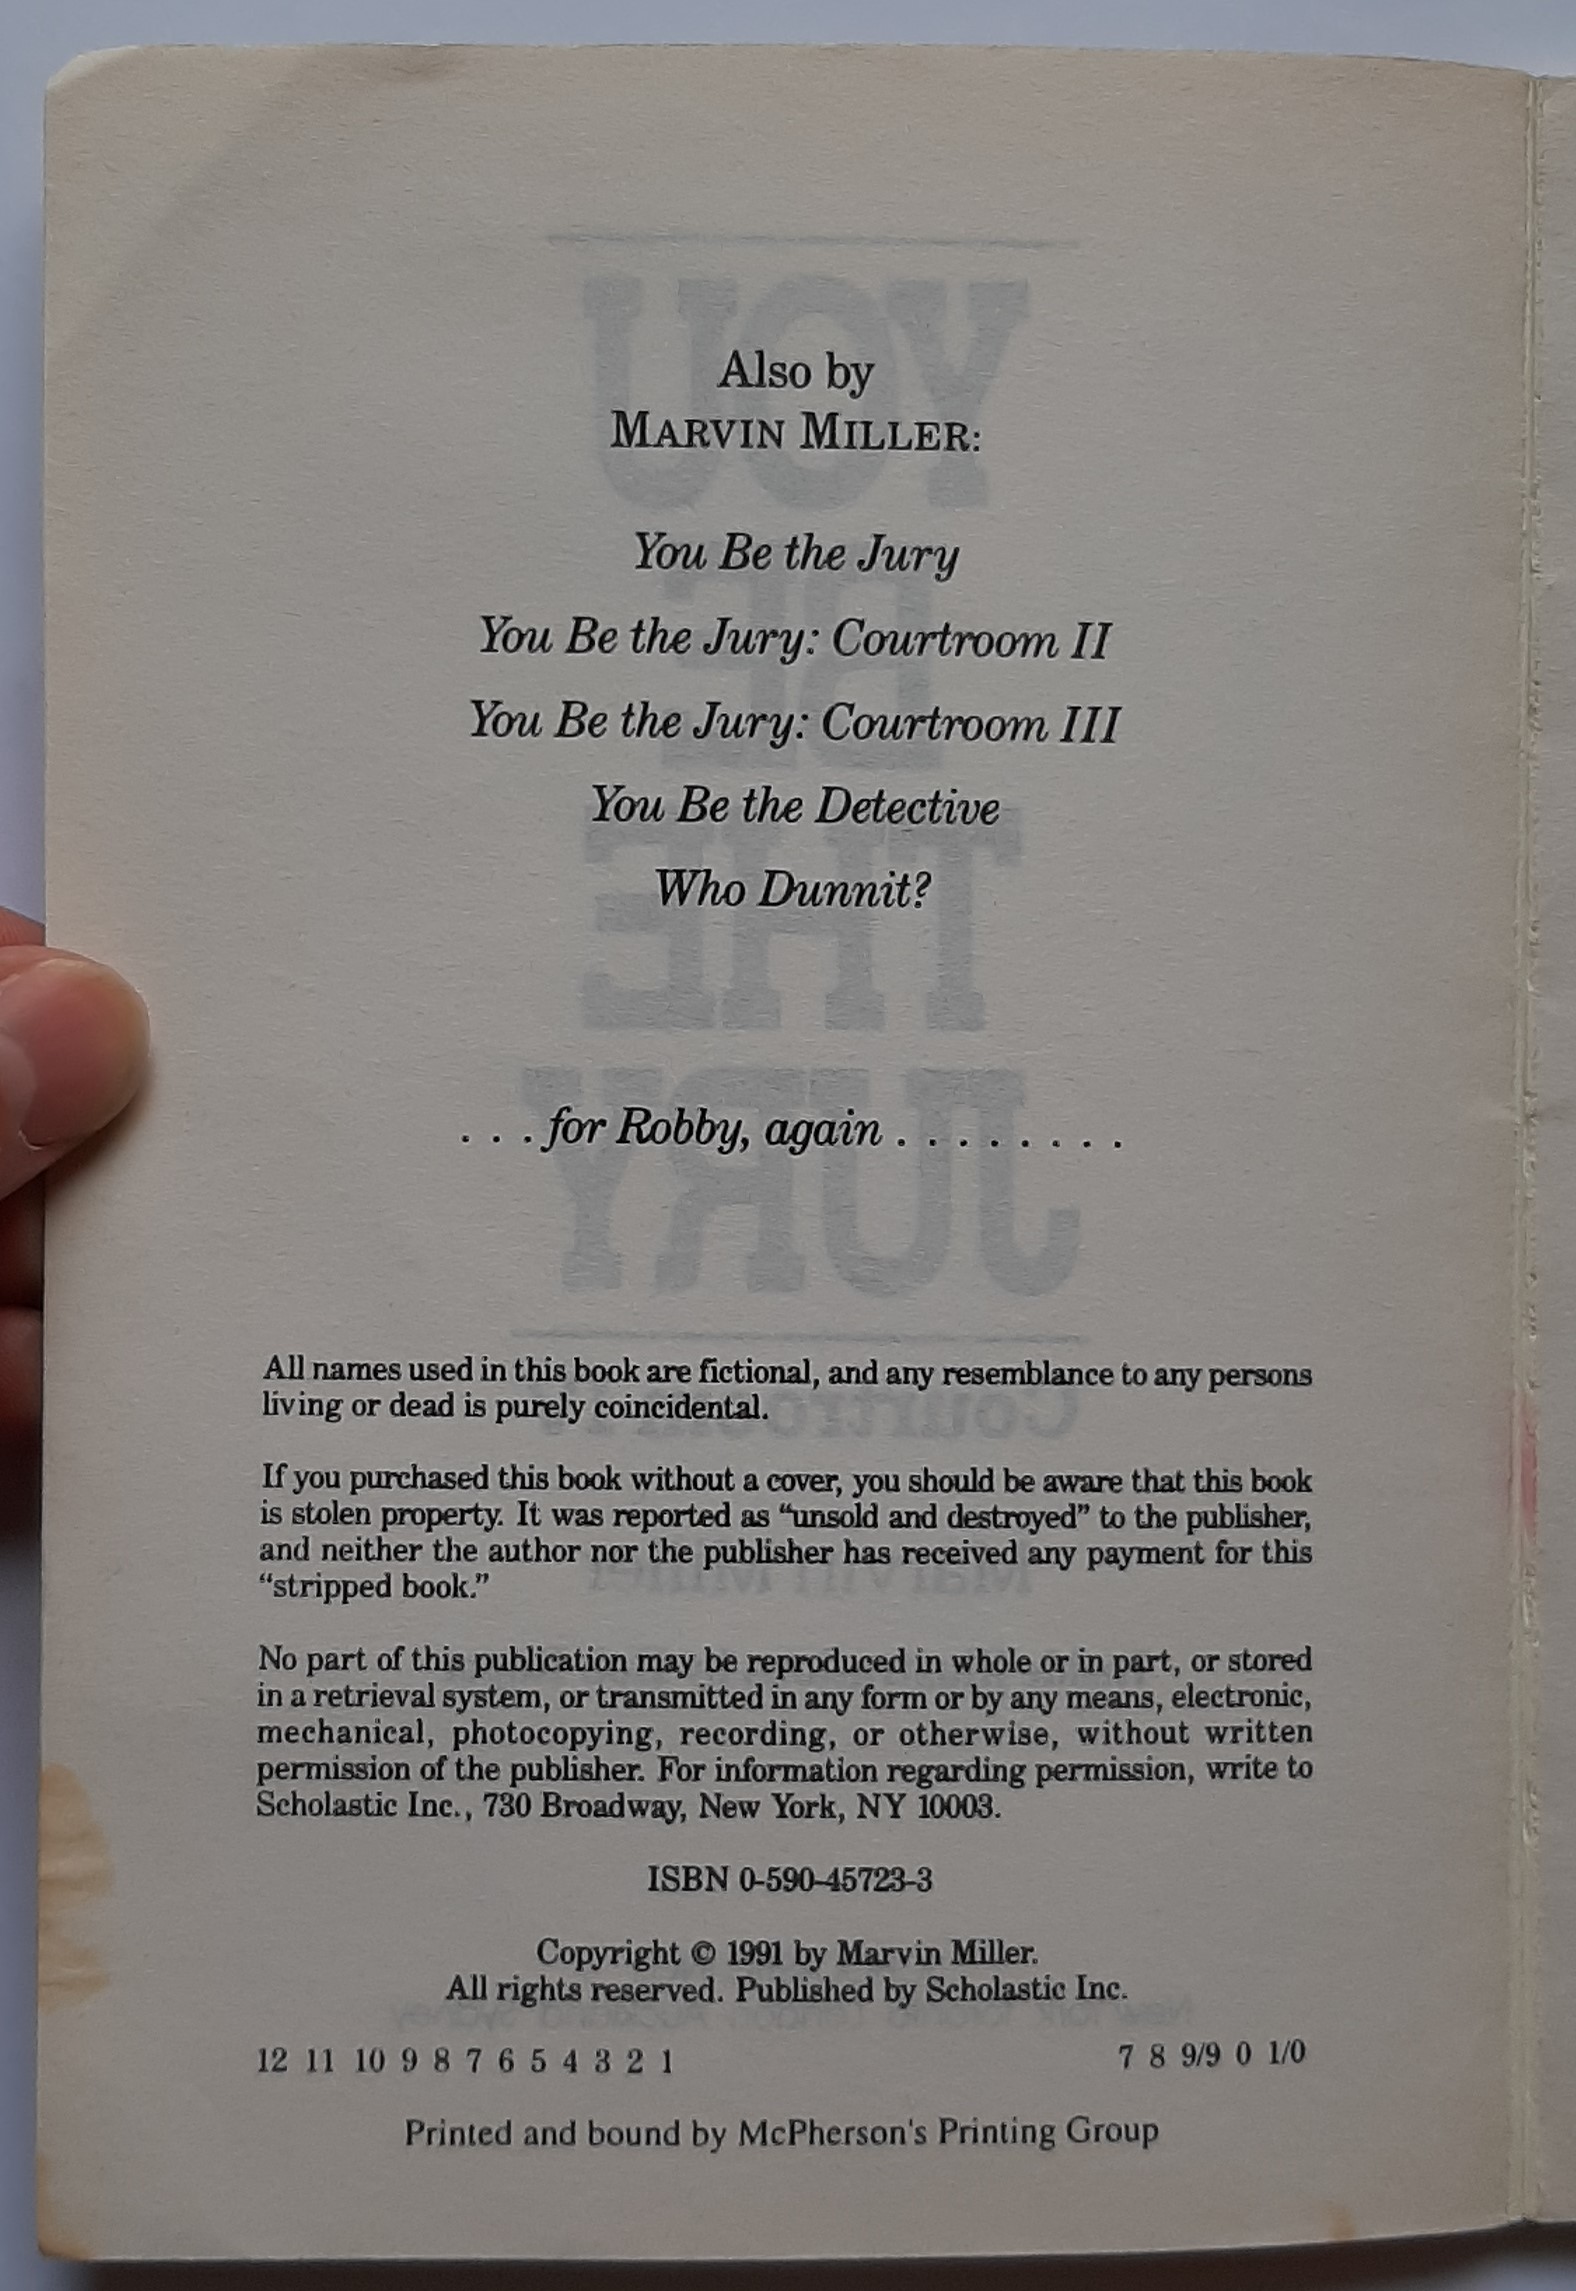 Also by
MARVIN MILLER:
You Be the Jury
You Be the Jury: Courtroom II
You Be the Jury: Courtroom III
You Be the Detective
Who Dunnit?
. . . for Robby, again . . . . . . . .
All names used in this book are fictional, and any resemblance to any persons
living or dead is purely coincidental.
If you purchased this book without a cover, you should be aware that this book
is stolen property. It was reported as “unsold and destroyed” to the publisher,
and neither the author nor the publisher has received any payment for this
“stripped book.”
No part of this publication may be reproduced in whole or in part, or stored
in a retrieval system, or transmitted in any form or by any means, electronic,
mechanical, photocopying, recording, or otherwise, without written
permission of the publisher. For information regarding permission, write to
Scholastic Inc., 730 Broadway, New York, NY 10003.
ISBN 0-590-45723-3
Copyright © 1991 by Marvin Miller.
All rights reserved. Published by Scholastic Inc.
12 11 10 9 8 7 6 5 4 3 2 1 7 8 9/9 0 1/0
Printed and bound by McPherson's Printing Group